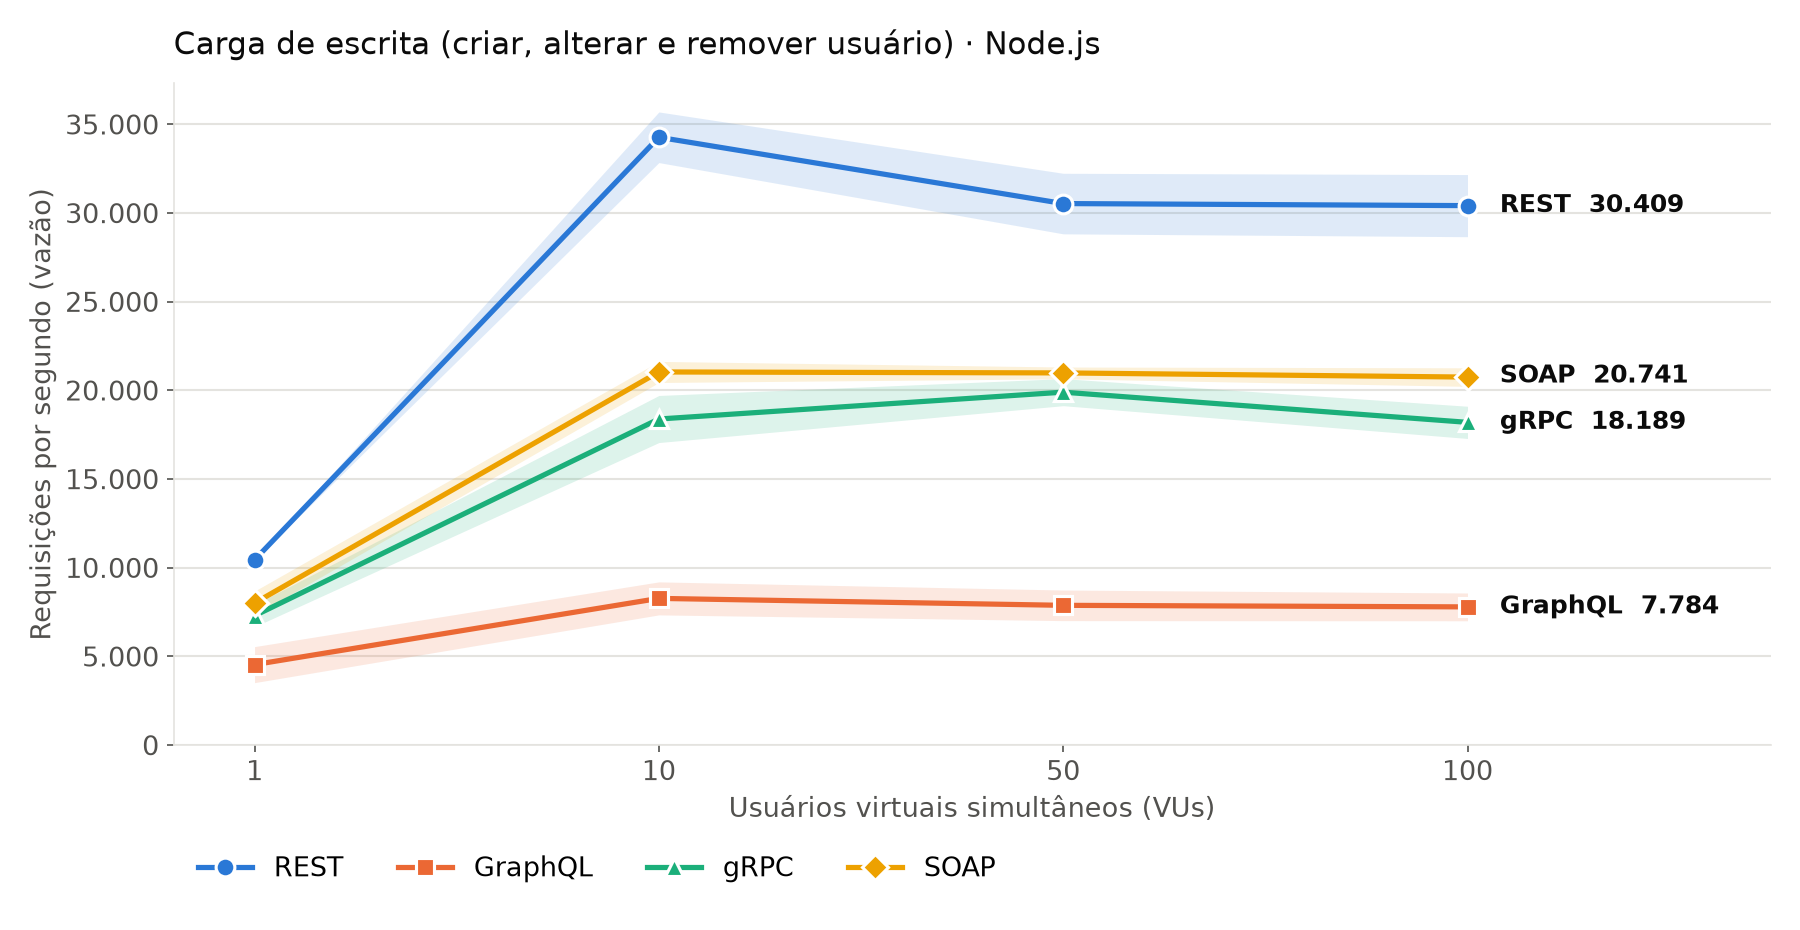 Carga de escrita (criar, alterar e remover usuário) · Node.js
Requisições por segundo (vazão)
35.000
30.000
25.000
20.000
15.000
10.000
5.000
0
REST 30.409
SOAP 20.741
gRPC 18.189
GraphQL 7.784
1 10 50 100
Usuários virtuais simultâneos (VUs)
REST GraphQL gRPC SOAP